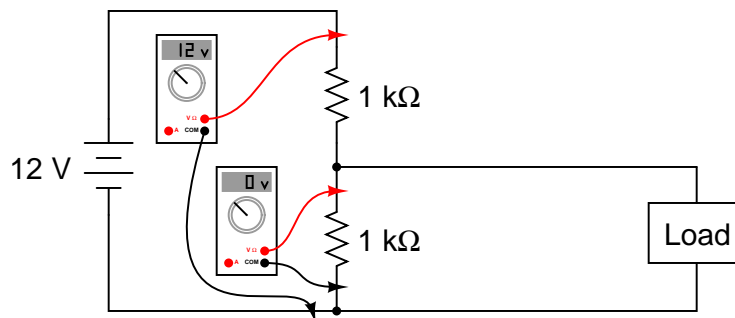 12 v
1 kΩ
V Ω
A COM
12 V
0 v
1 kΩ
Load
V Ω
A COM